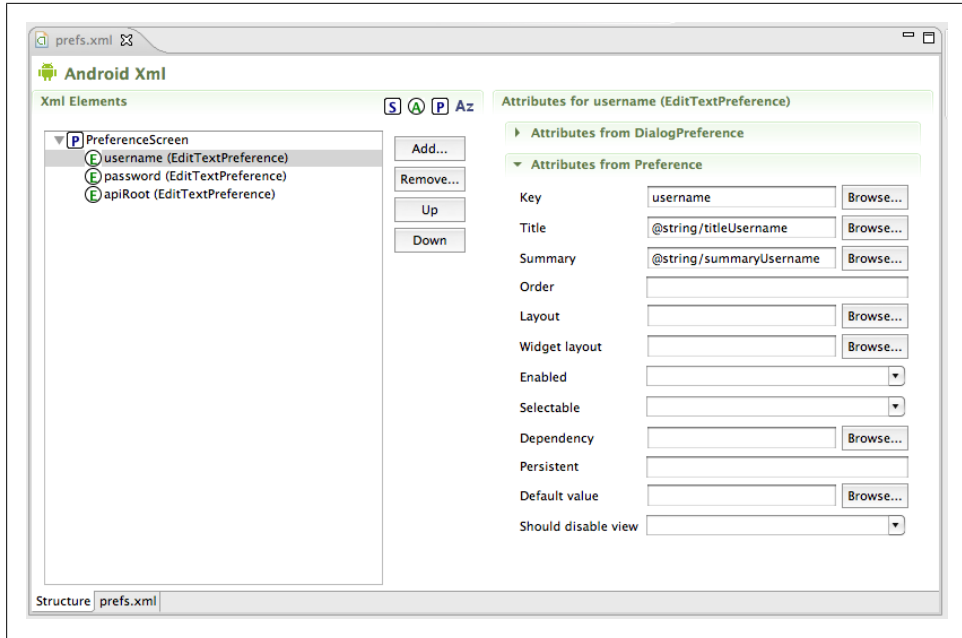 prefs.xml
Android Xml
Xml Elements
S A P Az
PreferenceScreen
username (EditTextPreference)
password (EditTextPreference)
apiRoot (EditTextPreference)
Add...
Remove...
Up
Down
Attributes for username (EditTextPreference)
Attributes from DialogPreference
Attributes from Preference
Key username Browse...
Title @string/titleUsername Browse...
Summary @string/summaryUsername Browse...
Order
Layout Browse...
Widget layout Browse...
Enabled
Selectable
Dependency Browse...
Persistent
Default value Browse...
Should disable view
Structure prefs.xml